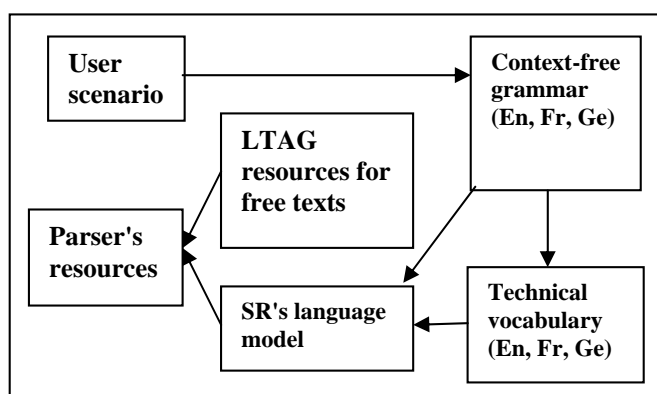 User
scenario
Context-free
grammar
(En, Fr, Ge)
LTAG
resources for
free texts
Parser's
resources
SR's language
model
Technical
vocabulary
(En, Fr, Ge)